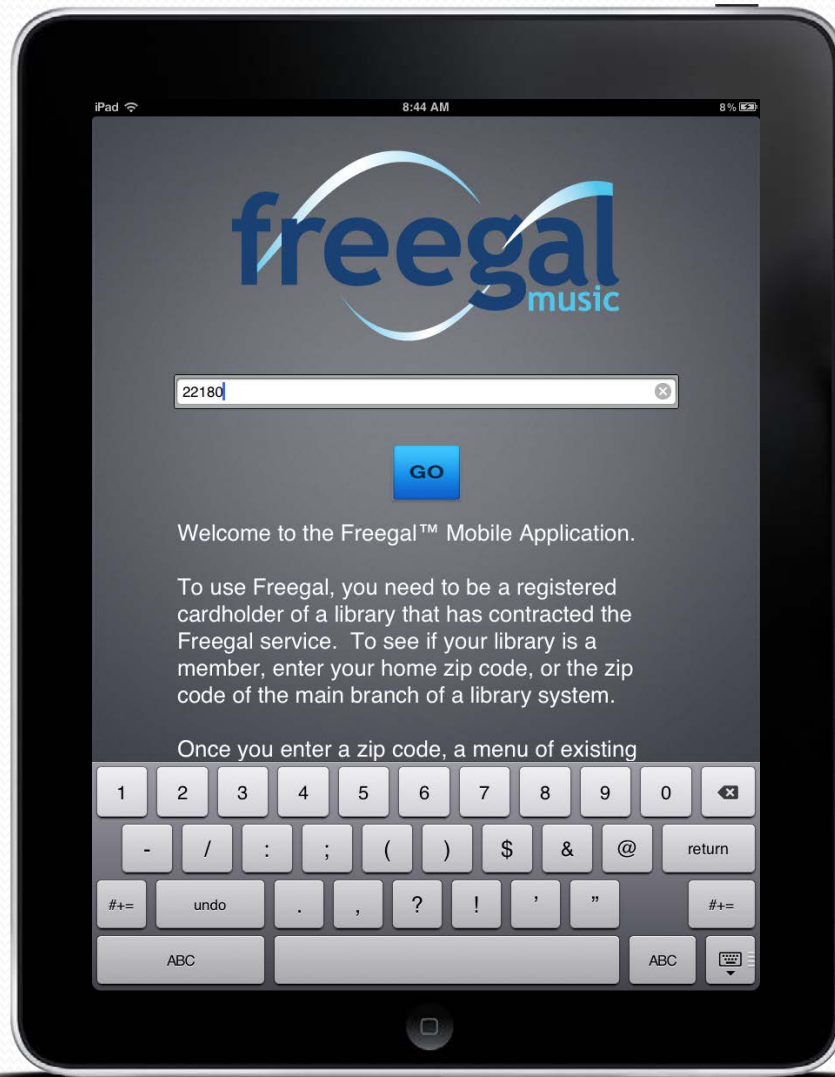 iPad 8:44 AM 8%
freegal
music
22180
GO
Welcome to the Freegal™ Mobile Application.
To use Freegal, you need to be a registered
cardholder of a library that has contracted the
Freegal service. To see if your library is a
member, enter your home zip code, or the zip
code of the main branch of a library system.
Once you enter a zip code, a menu of existing
1 2 3 4 5 6 7 8 9 0
- / : ; ( ) $ & @ return
#+= undo . , ? ! ' " #+=
ABC ABC